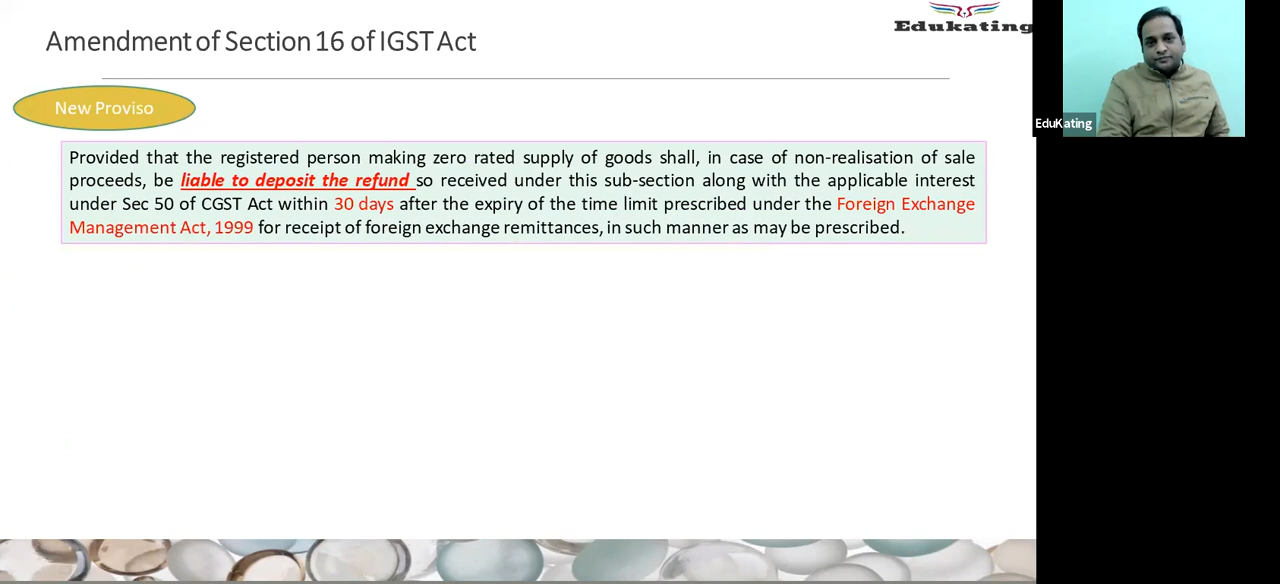 Amendment of Section 16 of IGST Act
Edukating
New Proviso
Provided that the registered person making zero rated supply of goods shall, in case of non-realisation of sale
proceeds, be liable to deposit the refund so received under this sub-section along with the applicable interest
under Sec 50 of CGST Act within 30 days after the expiry of the time limit prescribed under the Foreign Exchange
Management Act, 1999 for receipt of foreign exchange remittances, in such manner as may be prescribed.
EduKating